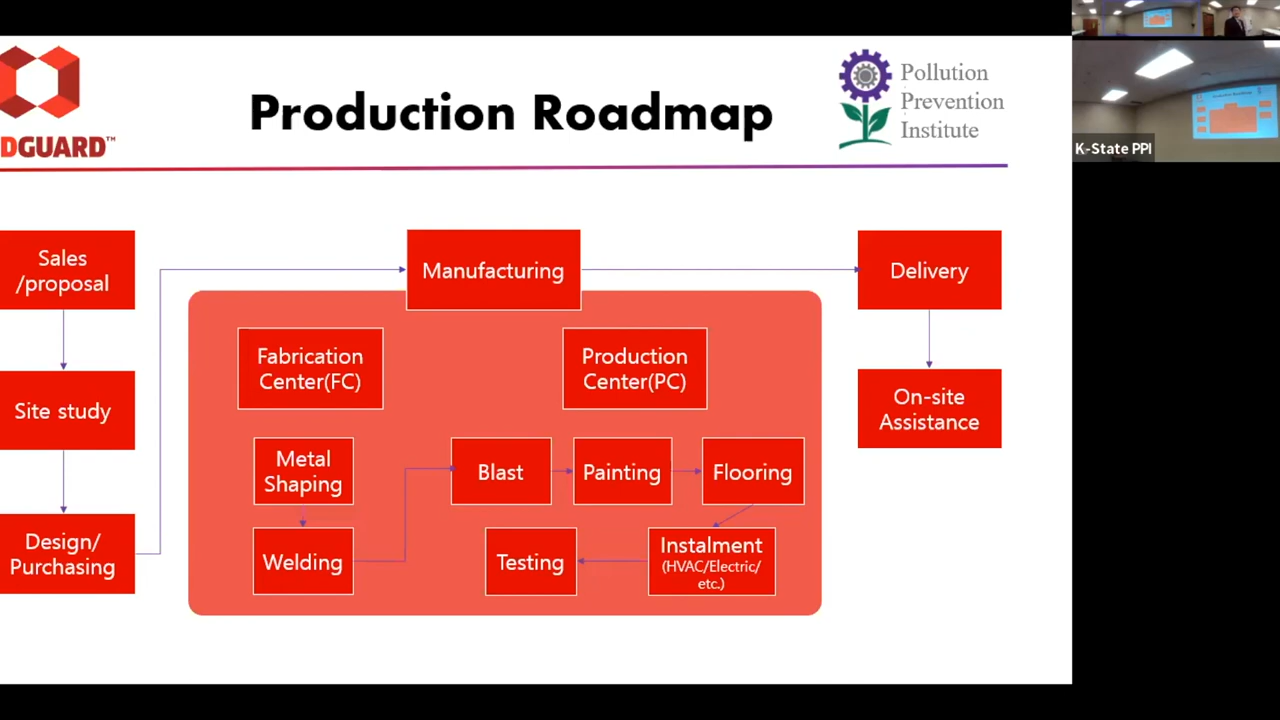 DGUARD™
Production Roadmap
Pollution
Prevention
Institute
K-State PPI
Sales
/proposal
Site study
Design/
Purchasing
Manufacturing
Fabrication
Center(FC)
Production
Center(PC)
Metal
Shaping
Welding
Blast
Painting
Flooring
Instalment
(HVAC/Electric/
etc.)
Testing
Delivery
On-site
Assistance